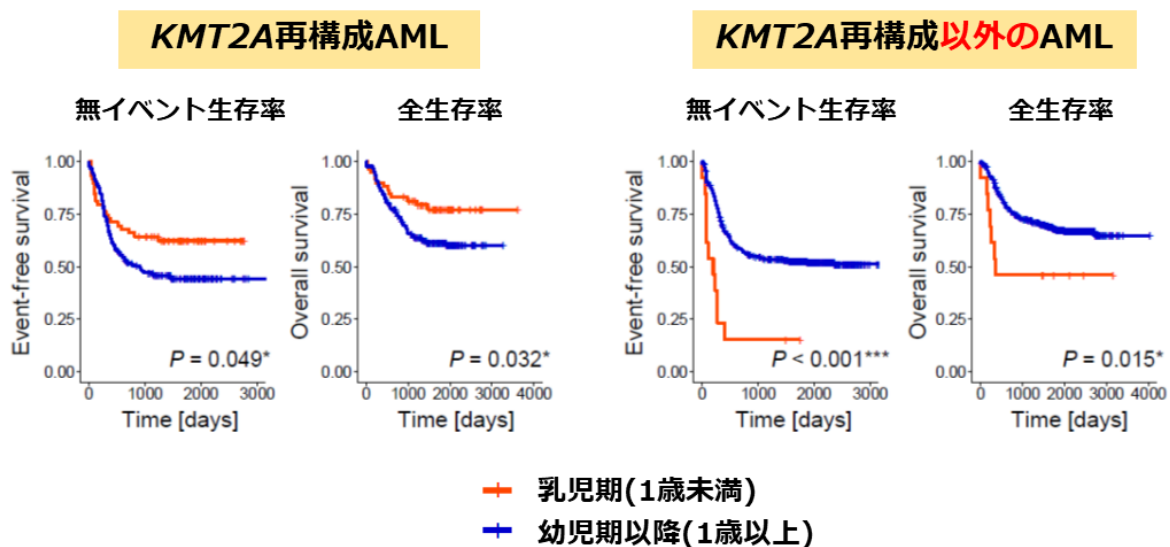 KMT2A再構成AML
KMT2A再構成以外のAML
無イベント生存率
全生存率
無イベント生存率
全生存率
Event-free survival
1.00
0.75
0.50
0.25
0.00
P = 0.049*
0 1000 2000 3000
Time [days]
Overall survival
1.00
0.75
0.50
0.25
0.00
P = 0.032*
0 1000 2000 3000 4000
Time [days]
Event-free survival
1.00
0.75
0.50
0.25
0.00
P < 0.001***
0 1000 2000 3000
Time [days]
Overall survival
1.00
0.75
0.50
0.25
0.00
P = 0.015*
0 1000 2000 3000 4000
Time [days]
乳児期(1歳未満)
幼児期以降(1歳以上)